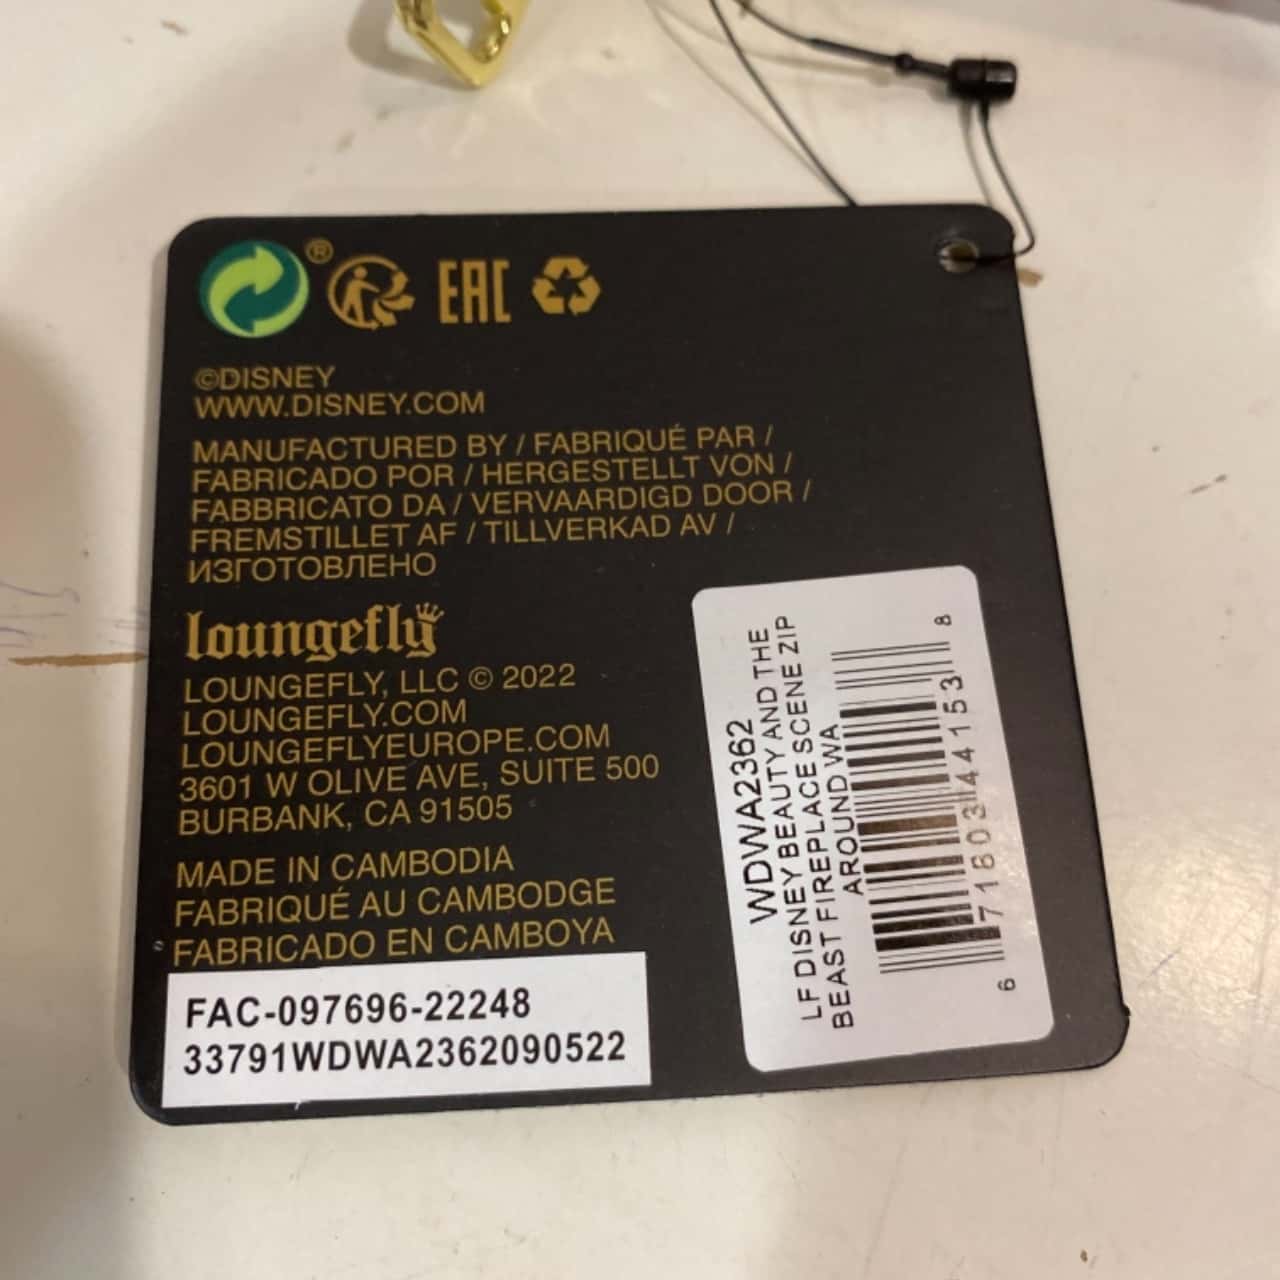 ®
EAC
©DISNEY
WWW.DISNEY.COM
MANUFACTURED BY / FABRIQUÉ PAR /
FABRICADO POR / HERGESTELLT VON /
FABBRICATO DA / VERVAARDIGD DOOR /
FREMSTILLET AF / TILLVERKAD AV /
ИЗГОТОВЛЕНО
loungefly
LOUNGEFLY, LLC © 2022
LOUNGEFLY.COM
LOUNGEFLYEUROPE.COM
3601 W OLIVE AVE, SUITE 500
BURBANK, CA 91505
MADE IN CAMBODIA
FABRIQUÉ AU CAMBODGE
FABRICADO EN CAMBOYA
FAC-097696-22248
33791WDWA2362090522
WDWA2362
LF DISNEY BEAUTY AND THE
BEAST FIREPLACE SCENE ZIP
AROUND WA
6 71803 44153 8